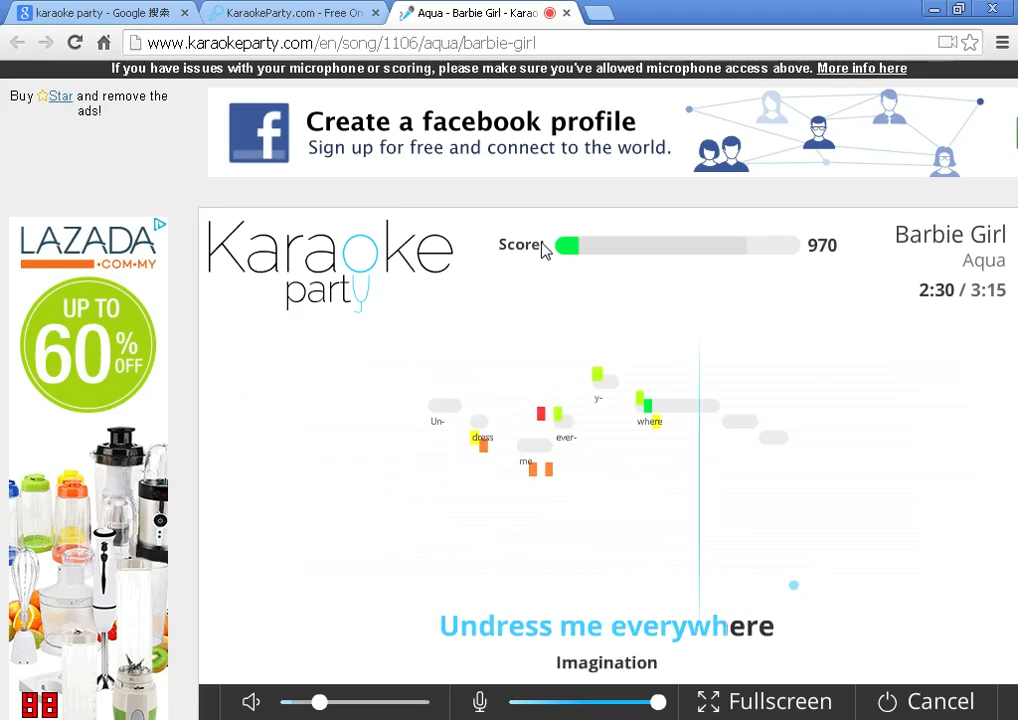 karaoke party - Google 搜索
KaraokeParty.com - Free On
Aqua - Barbie Girl - Karao
www.karaokeparty.com/en/song/1106/aqua/barbie-girl
If you have issues with your microphone or scoring, please make sure you've allowed microphone access above. More info here
Buy Star and remove the
ads!
f
Create a facebook profile
Sign up for free and connect to the world.
LAZADA
.COM.MY
UP TO
60%
OFF
Karaoke
party
Score:
970
Barbie Girl
Aqua
2:30 / 3:15
y-
Un-
where
dress
ever-
me
Undress me everywhere
Imagination
98
Fullscreen
Cancel